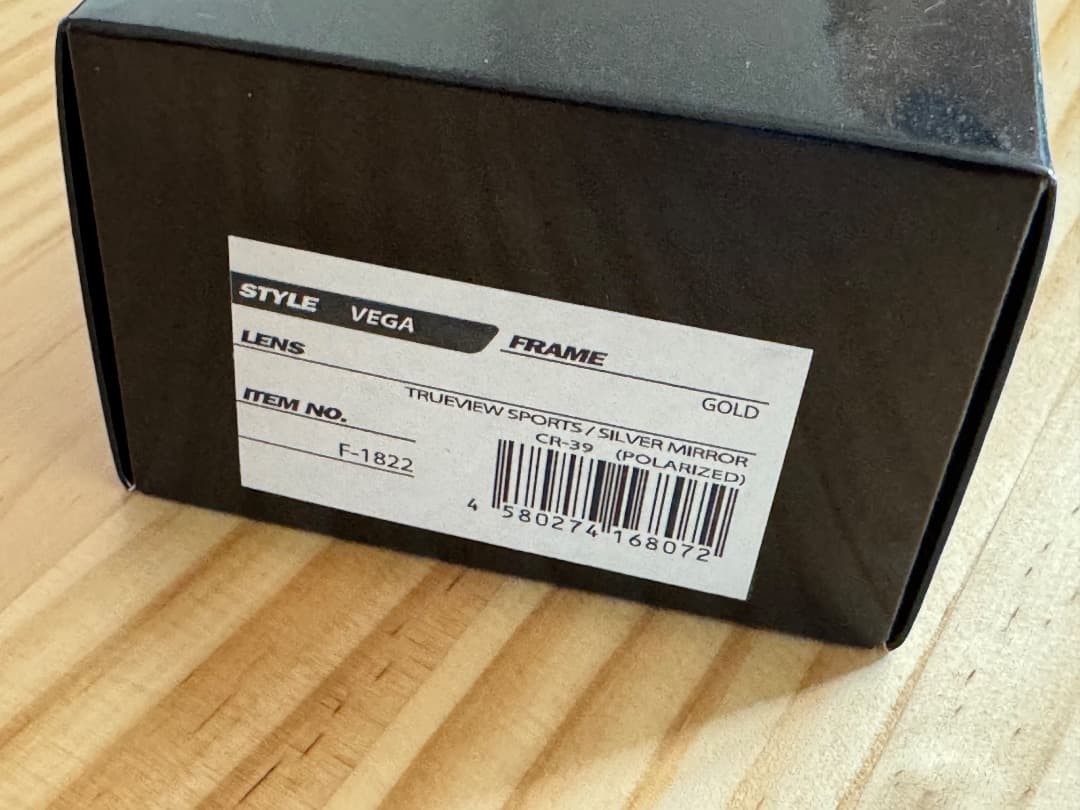 STYLE VEGA
FRAME
GOLD
LENS
TRUEVIEW SPORTS/SILVER MIRROR
CR-39 (POLARIZED)
ITEM NO.
F-1822
4 580274 168072